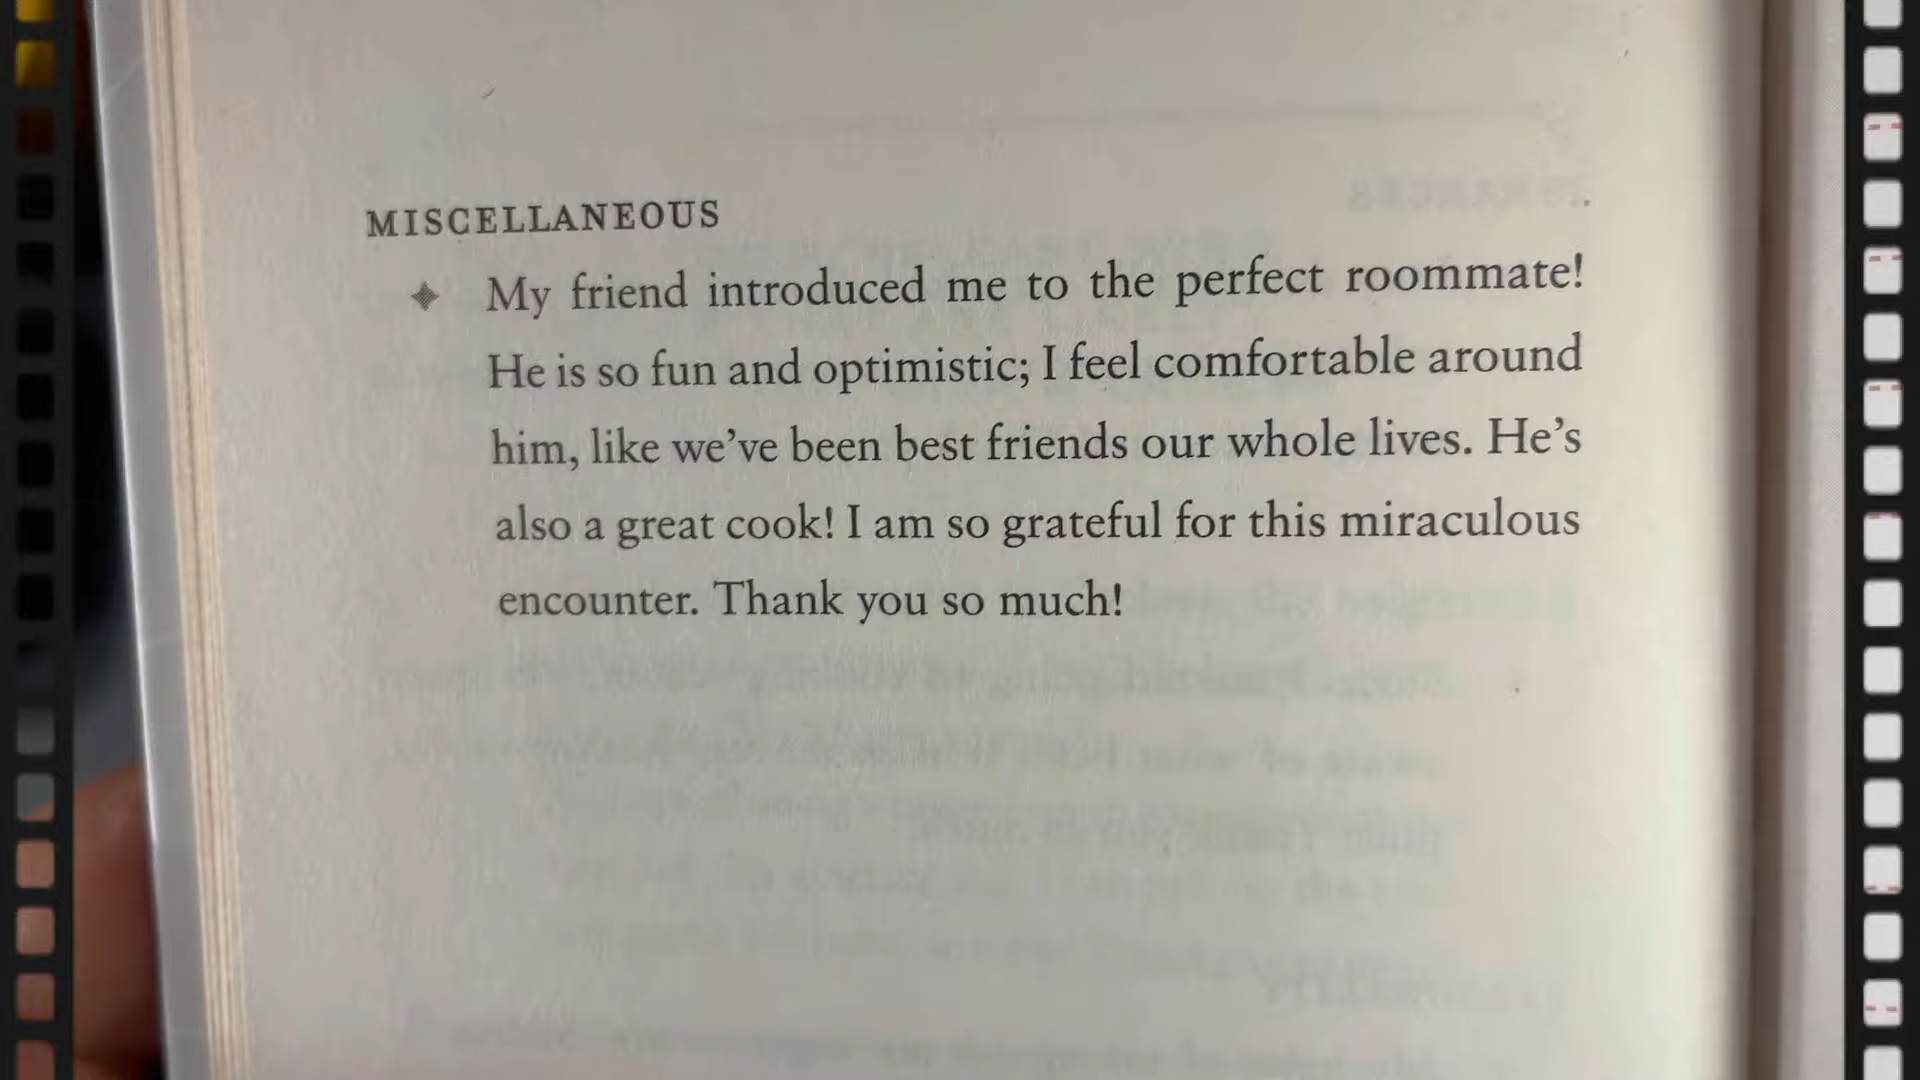 MISCELLANEOUS
My friend introduced me to the perfect roommate!
He is so fun and optimistic; I feel comfortable around
him, like we've been best friends our whole lives. He's
also a great cook! I am so grateful for this miraculous
encounter. Thank you so much!